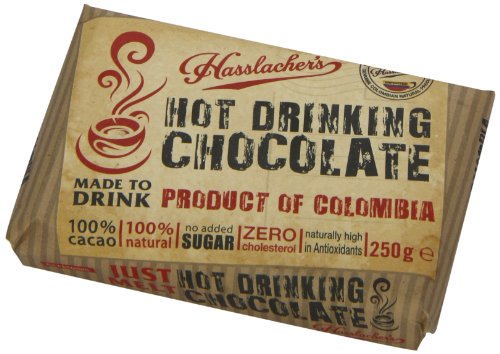 Hasslacher's
HOT DRINKING
CHOCOLATE
MADE TO
DRINK
PRODUCT OF COLOMBIA
100%
cacao
100%
natural
no added
SUGAR
ZERO
cholesterol
naturally high
in Antioxidants
250g e
JUST
MELT
HOT DRINKING
CHOCOLATE
Hasslacher's